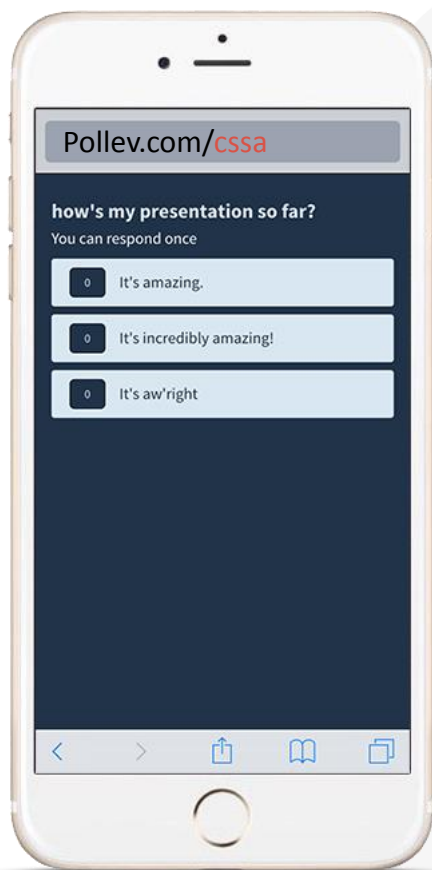 Pollev.com/cssa
how's my presentation so far?
You can respond once
0 It's amazing.
0 It's incredibly amazing!
0 It's aw'right